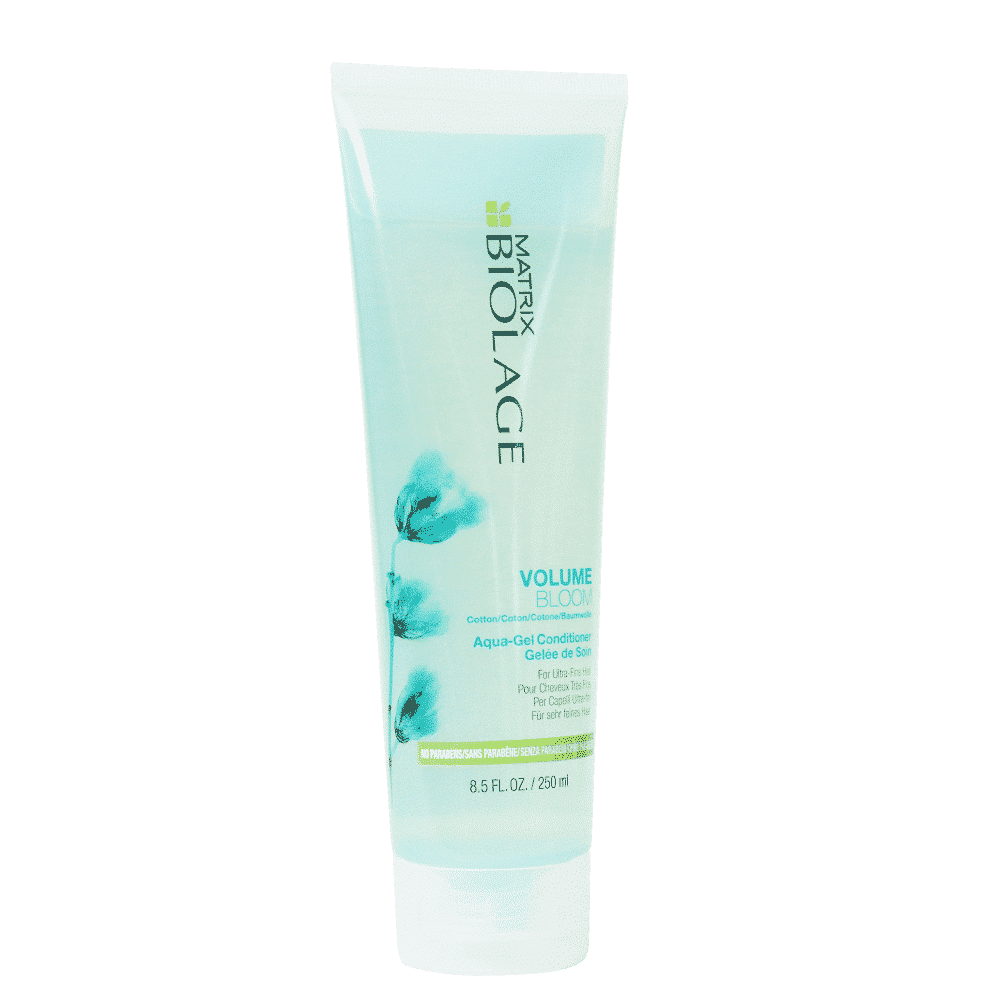 MATRIX
BIOLAGE
VOLUME
BLOOM
Cotton/Coton/Cotone/Baumwolle
Aqua-Gel Conditioner
Gelée de Soin
For Ultra-Fine Hair
Pour Cheveux Très Fins
Per Capelli Ultra-fini
Für sehr feines Haar
NO PARABENS/SANS PARABÈNE/SENZA
8.5 FL. OZ. / 250 ml